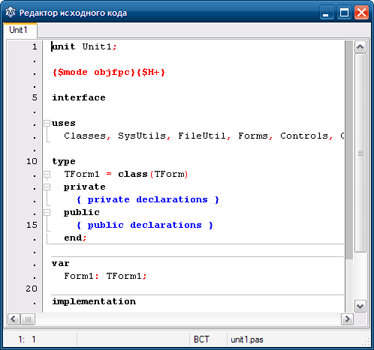 Редактор исходного кода
Unit1
1 unit Unit1;
. {$mode objfpc}{$H+}
5 interface
. uses
. Classes, SysUtils, FileUtil, Forms, Controls,
10 type
. TForm1 = class(TForm)
. private
. { private declarations }
. public
15 { public declarations }
. end;
. var
. Form1: TForm1;
20
. implementation
1: 1 ВСТ unit1.pas